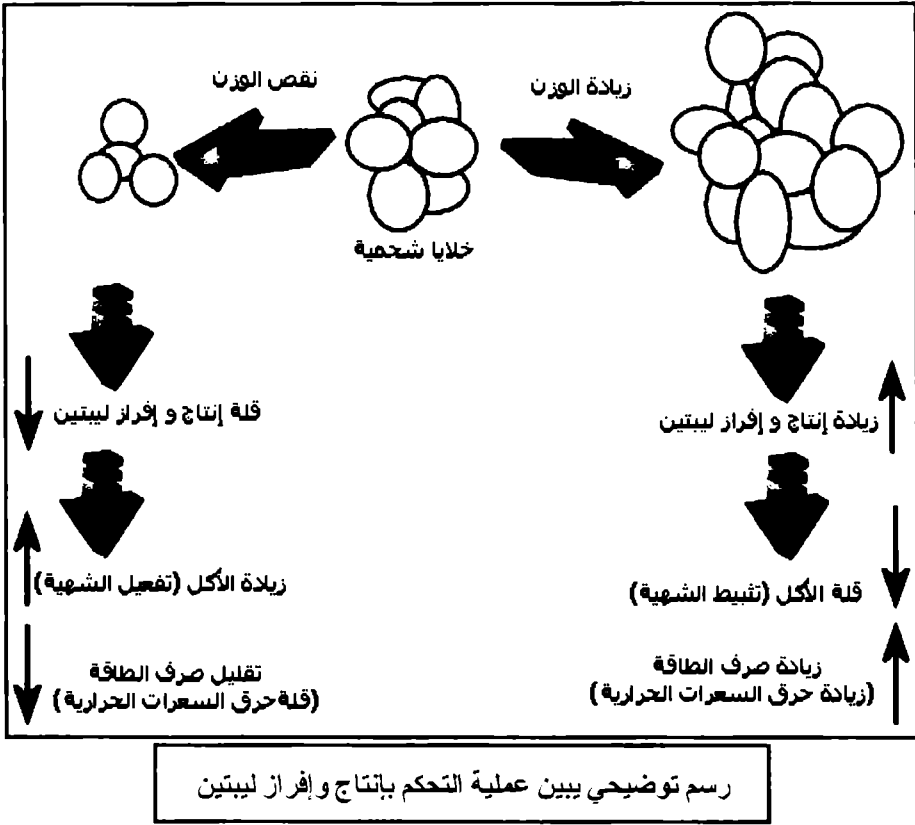 زيادة الوزن
نقص الوزن
خلايا شحمية
زيادة إنتاج و إفراز ليبتين
قلة الأكل (تثبيط الشهية)
زيادة صرف الطاقة
(زيادة حرق السعرات الحرارية)
قلة إنتاج و إفراز ليبتين
زيادة الأكل (تفعيل الشهية)
تقليل صرف الطاقة
(قلة حرق السعرات الحرارية)
رسم توضيحي يبين عملية التحكم بإنتاج وإفراز ليبتين